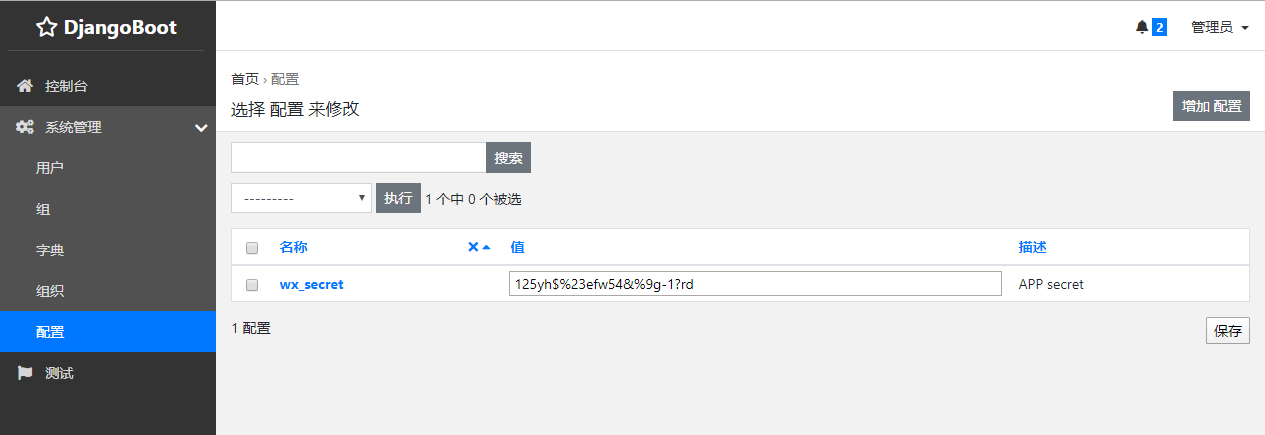 DjangoBoot
2 管理员
控制台
系统管理
用户
组
字典
组织
配置
测试
首页 › 配置
选择 配置 来修改
增加 配置
搜索
--------- 执行 1 个中 0 个被选
名称 值 描述
wx_secret 125yh$%23efw54&%9g-1?rd APP secret
1 配置
保存